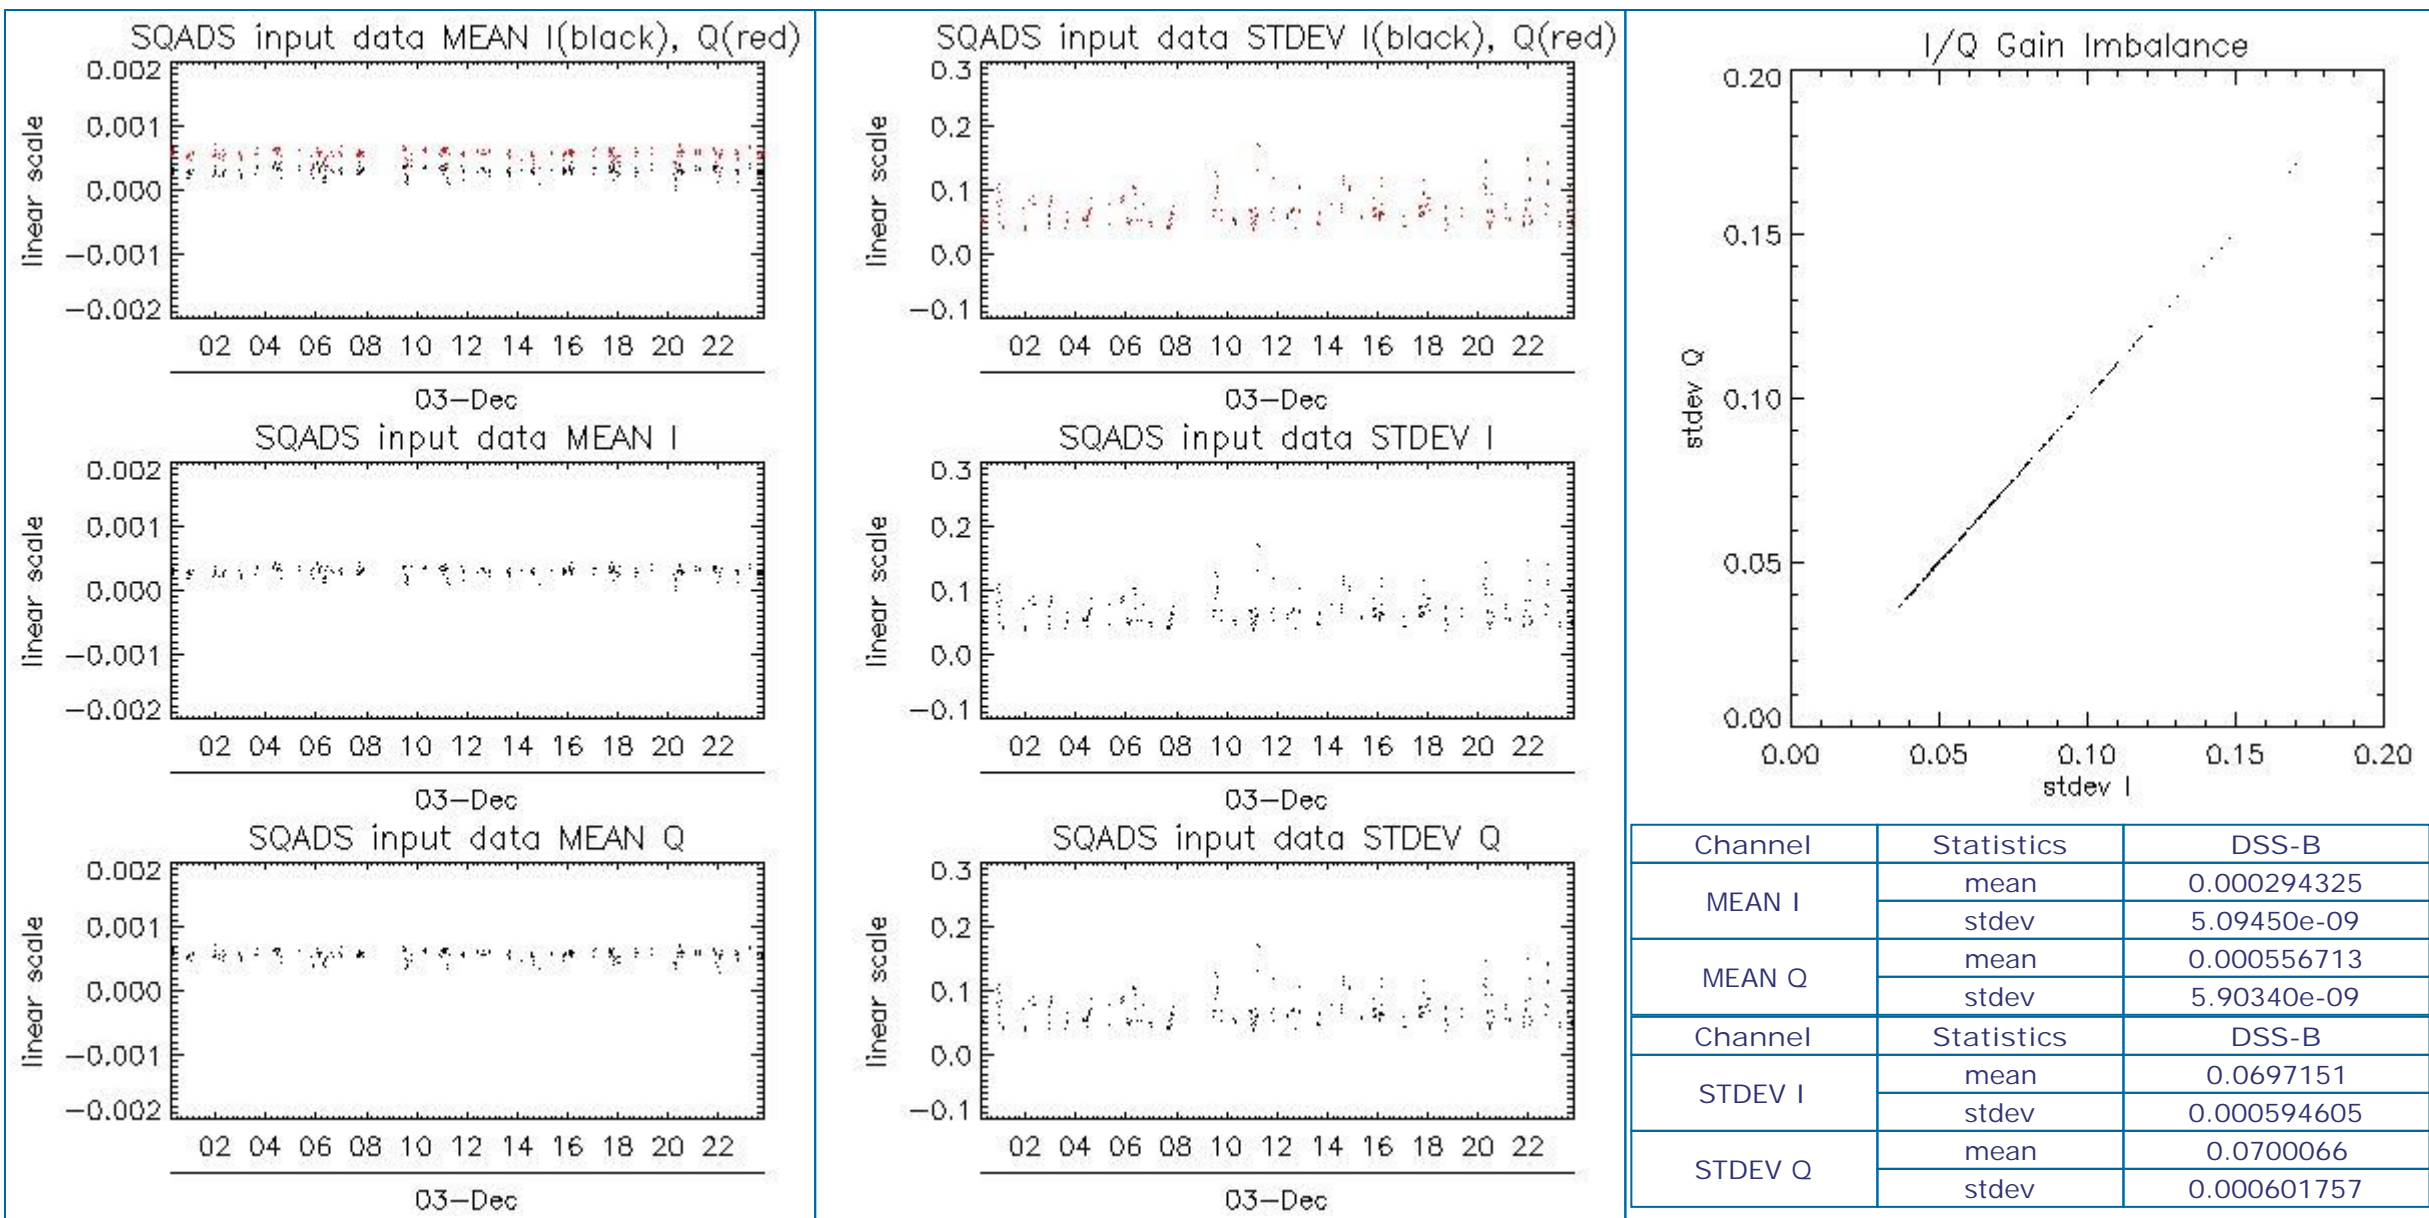 SQADS input data MEAN I(black), Q(red)
0.002
0.001
0.000
-0.001
-0.002
linear scale
02 04 06 08 10 12 14 16 18 20 22
03-Dec
SQADS input data MEAN I
0.002
0.001
0.000
-0.001
-0.002
linear scale
02 04 06 08 10 12 14 16 18 20 22
03-Dec
SQADS input data MEAN Q
0.002
0.001
0.000
-0.001
-0.002
linear scale
02 04 06 08 10 12 14 16 18 20 22
03-Dec
SQADS input data STDEV I(black), Q(red)
0.3
0.2
0.1
0.0
-0.1
linear scale
02 04 06 08 10 12 14 16 18 20 22
03-Dec
SQADS input data STDEV I
0.3
0.2
0.1
0.0
-0.1
linear scale
02 04 06 08 10 12 14 16 18 20 22
03-Dec
SQADS input data STDEV Q
0.3
0.2
0.1
0.0
-0.1
linear scale
02 04 06 08 10 12 14 16 18 20 22
03-Dec
I/Q Gain Imbalance
0.20
0.15
0.10
0.05
0.00
stdev Q
0.00 0.05 0.10 0.15 0.20
stdev I
Channel Statistics DSS-B
MEAN I mean 0.000294325
stdev 5.09450e-09
MEAN Q mean 0.000556713
stdev 5.90340e-09
Channel Statistics DSS-B
STDEV I mean 0.0697151
stdev 0.000594605
STDEV Q mean 0.0700066
stdev 0.000601757